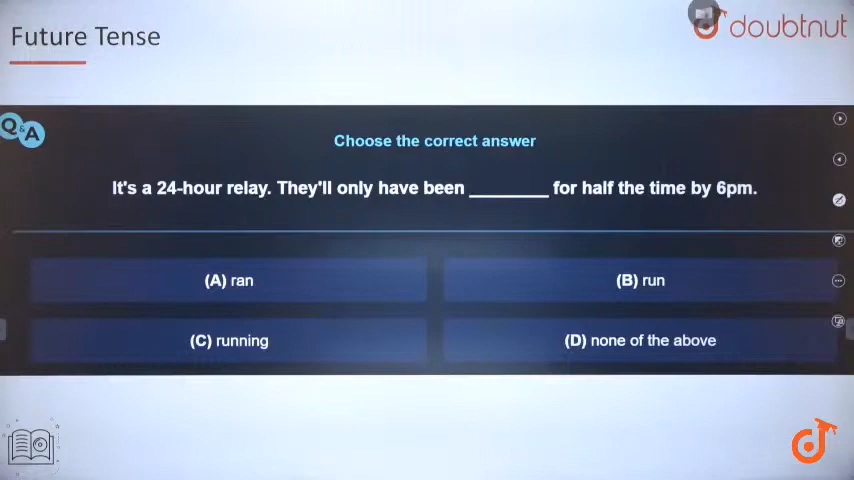 Future Tense
doubtnut
Q&A
Choose the correct answer
It's a 24-hour relay. They'll only have been ________ for half the time by 6pm.
(A) ran
(B) run
(C) running
(D) none of the above